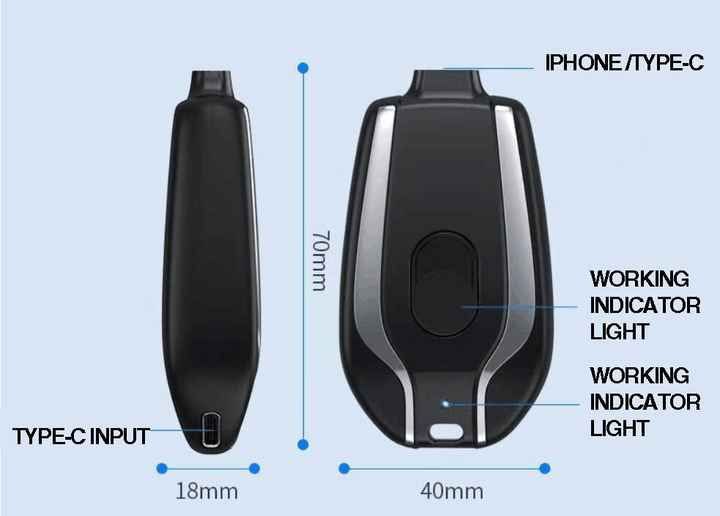 IPHONE/TYPE-C
70mm
WORKING
INDICATOR
LIGHT
WORKING
INDICATOR
LIGHT
TYPE-C INPUT
18mm
40mm